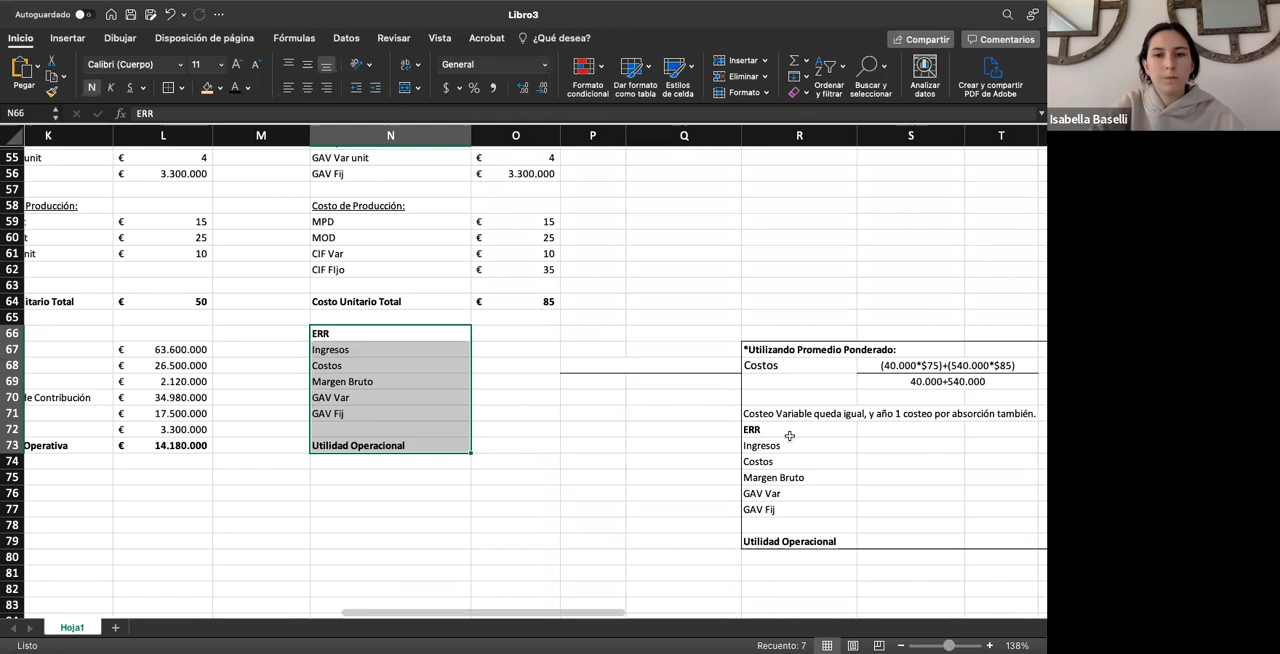 Autoguardado
Libro3
Inicio Insertar Dibujar Disposición de página Fórmulas Datos Revisar Vista Acrobat ¿Qué desea?
Compartir Comentarios
Pegar
Calibri (Cuerpo) 11
N K S
General
Formato condicional
Dar formato como tabla
Estilos de celda
Insertar
Eliminar
Formato
Ordenar y filtrar
Buscar y seleccionar
Analizar datos
Crear y compartir PDF de Adobe
Isabella Baselli
N66 fx ERR
K L M N O P Q R S T
55 unit € 4 GAV Var unit € 4
56 € 3.300.000 GAV Fij € 3.300.000
57
58 Producción: Costo de Producción:
59 € 15 MPD € 15
60 t € 25 MOD € 25
61 nit € 10 CIF Var € 10
62 CIF FIjo € 35
63
64 itario Total € 50 Costo Unitario Total € 85
65
66 ERR
67 € 63.600.000 Ingresos *Utilizando Promedio Ponderado:
68 € 26.500.000 Costos Costos (40.000*$75)+(540.000*$85)
69 € 2.120.000 Margen Bruto 40.000+540.000
70 de Contribución € 34.980.000 GAV Var
71 € 17.500.000 GAV Fij Costeo Variable queda igual, y año 1 costeo por absorción también.
72 € 3.300.000 ERR
73 Operativa € 14.180.000 Utilidad Operacional Ingresos
74 Costos
75 Margen Bruto
76 GAV Var
77 GAV Fij
78
79 Utilidad Operacional
80
81
82
83
Hoja1
Listo Recuento: 7 138%